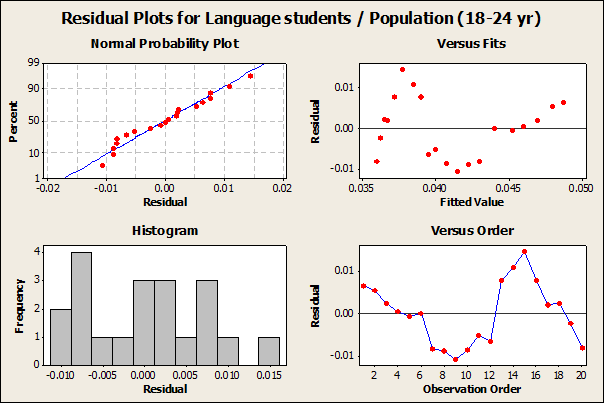 Residual Plots for Language students / Population (18-24 yr)
Normal Probability Plot
Percent
99
90
50
10
1
-0.02 -0.01 0.00 0.01 0.02
Residual
Versus Fits
Residual
0.01
0.00
-0.01
0.035 0.040 0.045 0.050
Fitted Value
Histogram
Frequency
4
3
2
1
0
-0.010 -0.005 0.000 0.005 0.010 0.015
Residual
Versus Order
Residual
0.01
0.00
-0.01
2 4 6 8 10 12 14 16 18 20
Observation Order